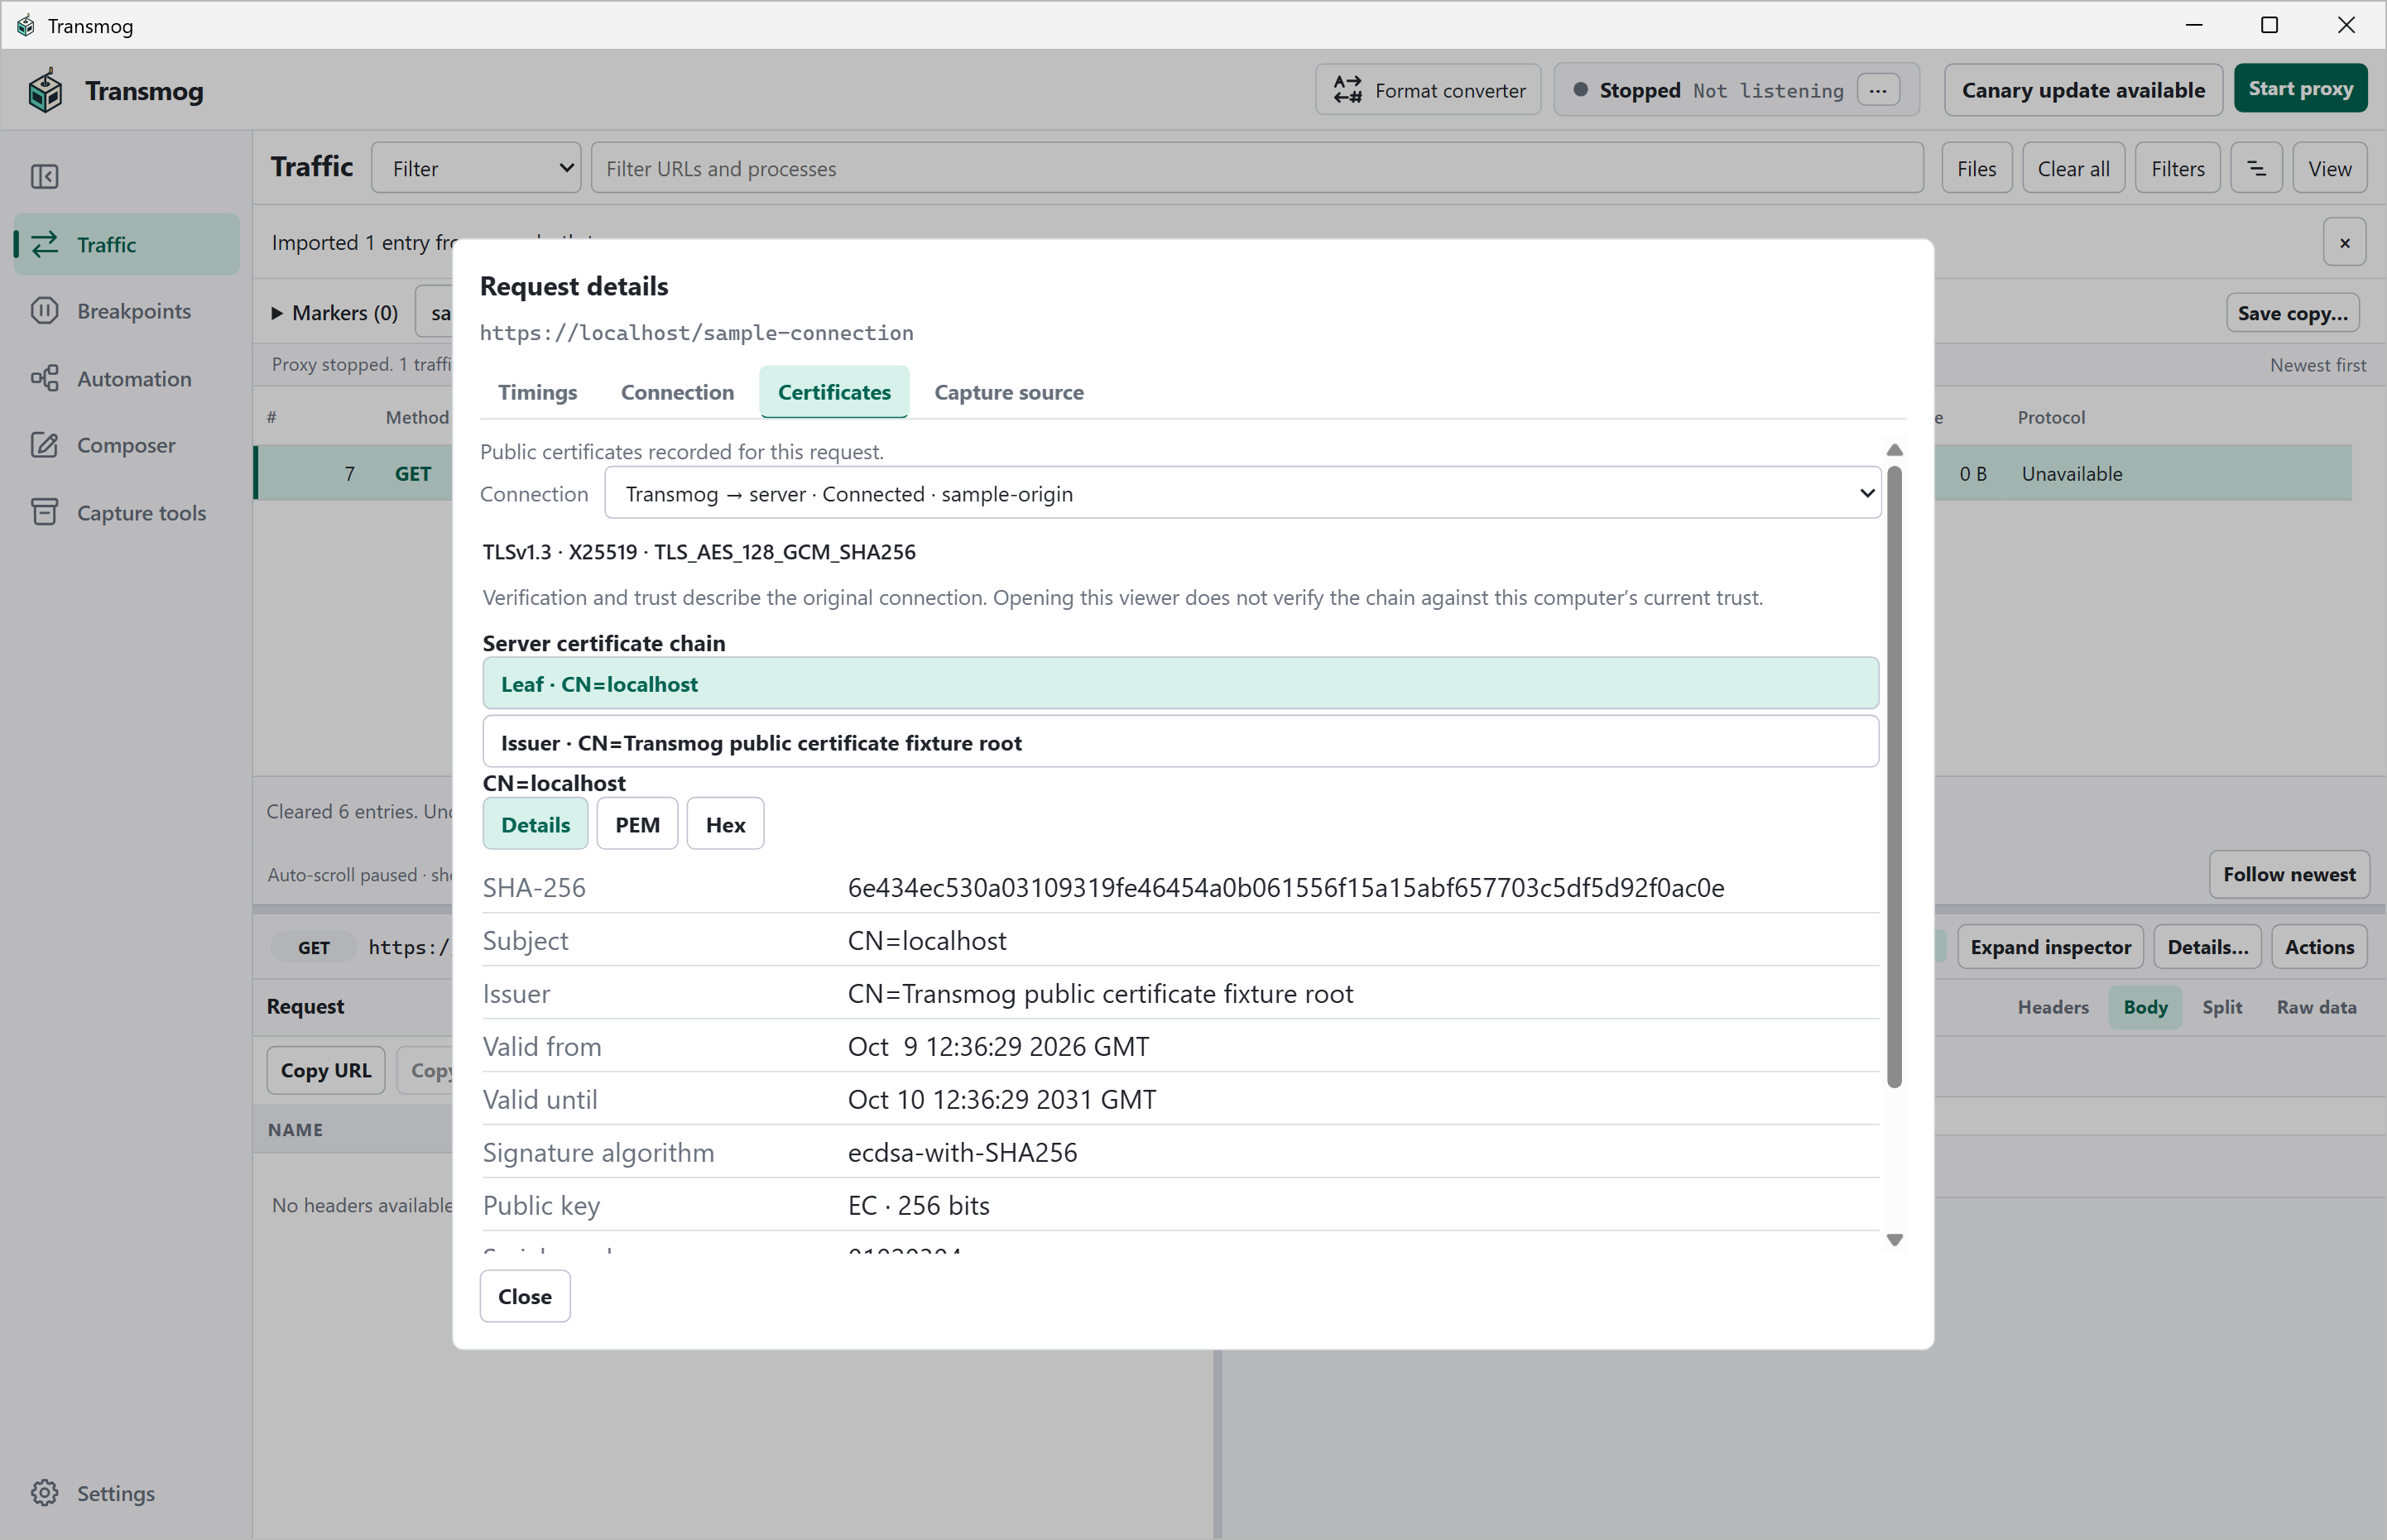 Transmog
Transmog
Format converter
Stopped Not listening ...
Canary update available
Start proxy
Traffic
Filter
Filter URLs and processes
Files
Clear all
Filters
View
Traffic
Breakpoints
Automation
Composer
Capture tools
Settings
Imported 1 entry
×
Markers (0)
Save copy...
Proxy stopped. 1
Newest first
# Method Protocol
7 GET 0 B Unavailable
Cleared 6 entries.
Auto-scroll paused ·
Follow newest
GET https:/
Expand inspector
Details...
Actions
Request
Headers Body Split Raw data
Copy URL
Copy
NAME
No headers available
Request details
https://localhost/sample-connection
Timings Connection Certificates Capture source
Public certificates recorded for this request.
Connection Transmog → server · Connected · sample-origin
TLSv1.3 · X25519 · TLS_AES_128_GCM_SHA256
Verification and trust describe the original connection. Opening this viewer does not verify the chain against this computer’s current trust.
Server certificate chain
Leaf · CN=localhost
Issuer · CN=Transmog public certificate fixture root
CN=localhost
Details PEM Hex
SHA-256 6e434ec530a03109319fe46454a0b061556f15a15abf657703c5df5d92f0ac0e
Subject CN=localhost
Issuer CN=Transmog public certificate fixture root
Valid from Oct  9 12:36:29 2026 GMT
Valid until Oct 10 12:36:29 2031 GMT
Signature algorithm ecdsa-with-SHA256
Public key EC · 256 bits
Close